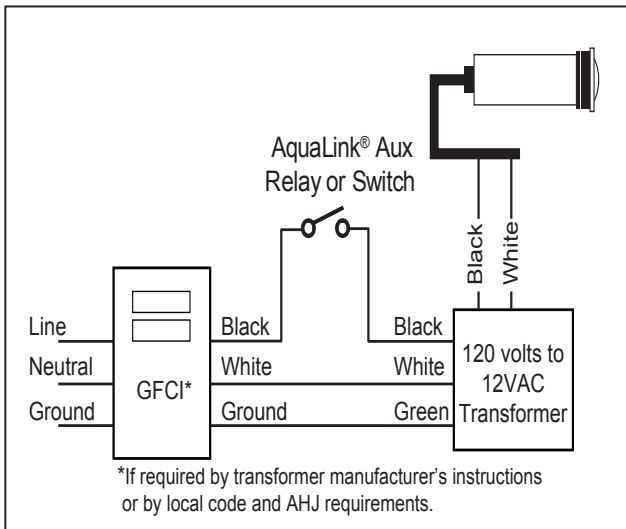 AquaLink® Aux
Relay or Switch
Black
White
Line
Neutral
Ground
GFCI*
Black
White
Ground
Black
White
Green
120 volts to
12VAC
Transformer
*If required by transformer manufacturer's instructions
or by local code and AHJ requirements.